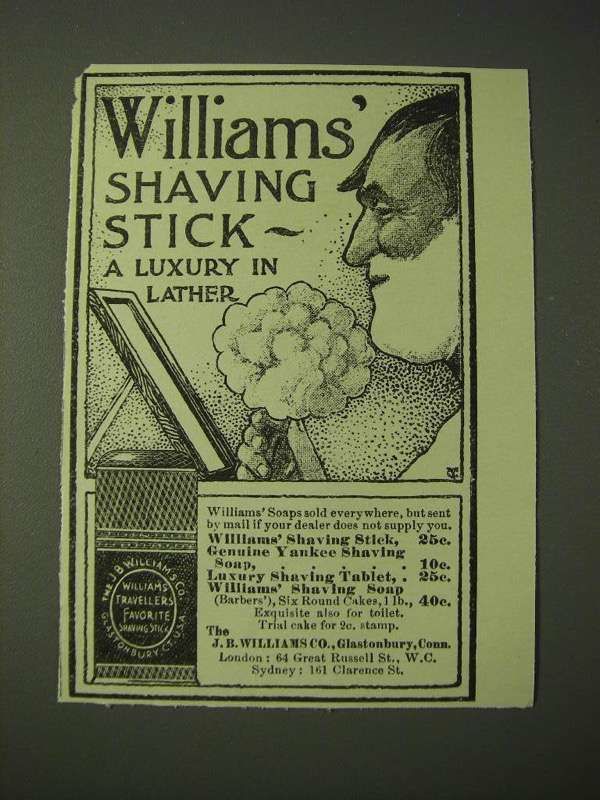 Williams'
SHAVING
STICK~
A LUXURY IN
LATHER
Williams' Soaps sold everywhere, but sent
by mail if your dealer does not supply you.
Williams' Shaving Stick, 25c.
Genuine Yankee Shaving
Soap, . . . . . 10c.
Luxury Shaving Tablet, . 25c.
Williams' Shaving Soap
(Barbers'), Six Round Cakes, 1 lb., 40c.
Exquisite also for toilet.
Trial cake for 2c. stamp.
The
J. B. WILLIAMS CO., Glastonbury, Conn.
London: 64 Great Russell St., W.C.
Sydney: 161 Clarence St.
THE J. B. WILLIAMS CO.
WILLIAMS'
TRAVELLERS
FAVORITE
SHAVING STICK
GLASTONBURY, CT. U.S.A.